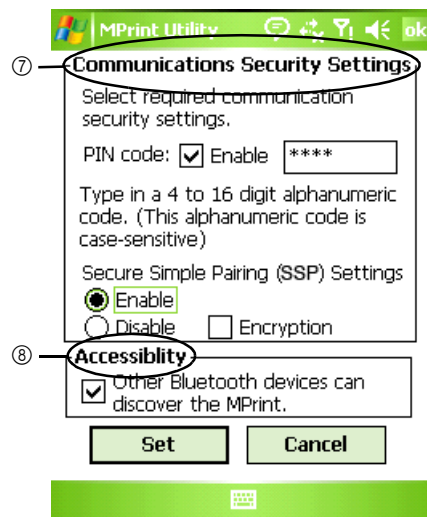 MPrint Utility ok
⑦ Communications Security Settings
Select required communication
security settings.
PIN code: Enable ****
Type in a 4 to 16 digit alphanumeric
code. (This alphanumeric code is
case-sensitive)
Secure Simple Pairing (SSP) Settings
Enable
Disable Encryption
⑧ Accessiblity
Other Bluetooth devices can
discover the MPrint.
Set Cancel